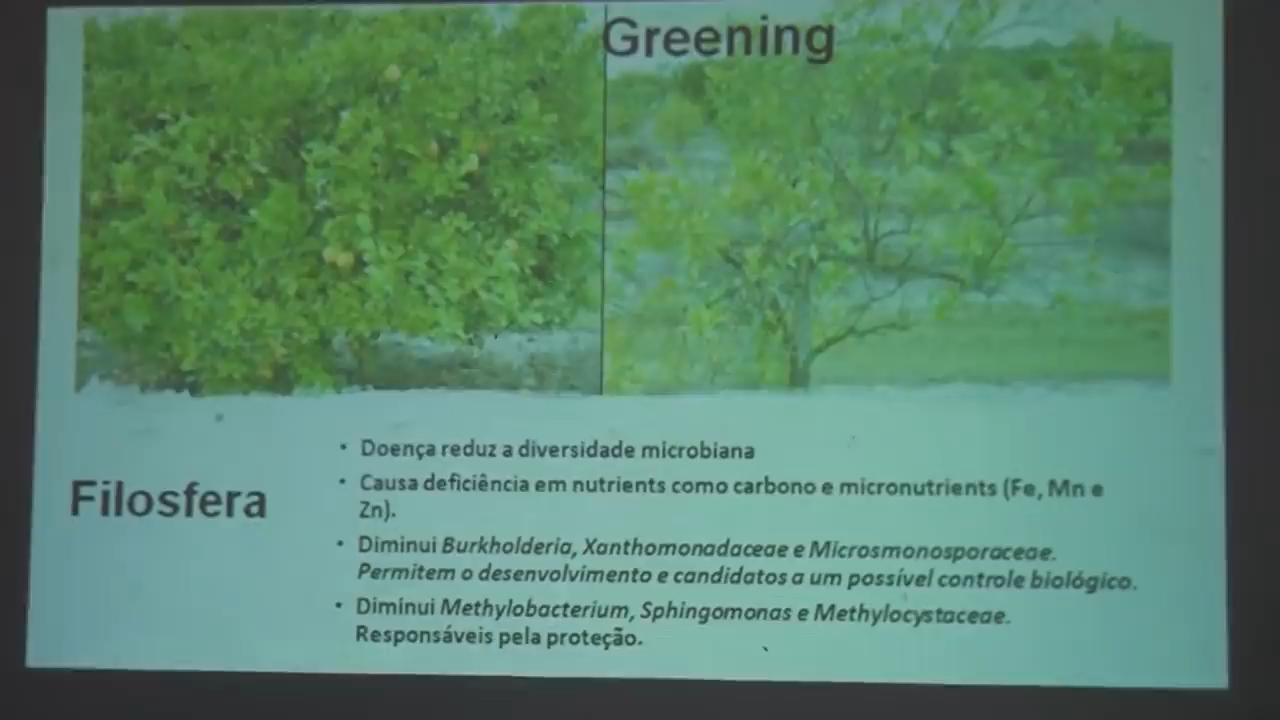 Greening
Filosfera
• Doença reduz a diversidade microbiana
• Causa deficiência em nutrients como carbono e micronutrients (Fe, Mn e
Zn).
• Diminui Burkholderia, Xanthomonadaceae e Microsmonosporaceae.
Permitem o desenvolvimento e candidatos a um possível controle biológico.
• Diminui Methylobacterium, Sphingomonas e Methylocystaceae.
Responsáveis pela proteção.